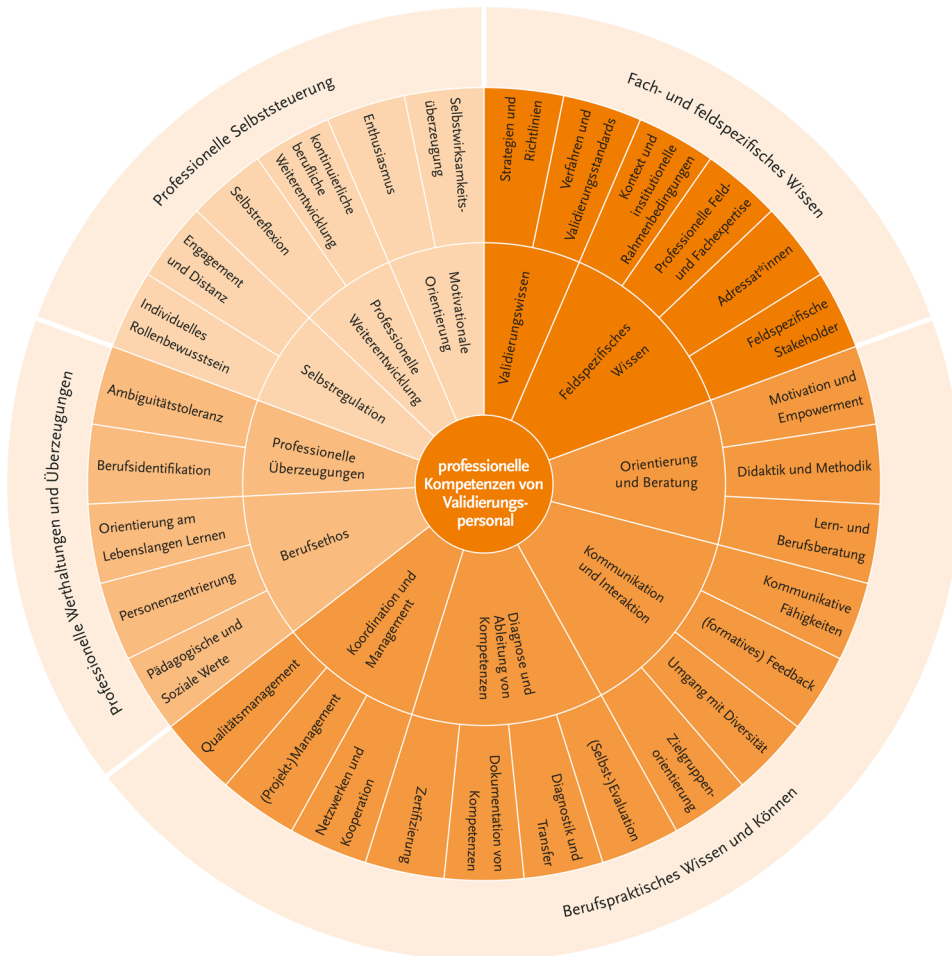 professionelle
Kompetenzen von
Validierungs-
personal
Fach- und feldspezifisches Wissen
Validierungswissen
Strategien und
Richtlinien
Verfahren und
Validierungsstandards
Feldspezifisches
Wissen
Kontext und
institutionelle
Rahmenbedingungen
Professionelle Feld-
und Fachexpertise
Adressat*innen
Feldspezifische
Stakeholder
Berufspraktisches Wissen und Können
Orientierung
und Beratung
Motivation und
Empowerment
Didaktik und Methodik
Lern- und
Berufsberatung
Kommunikation
und Interaktion
Kommunikative
Fähigkeiten
(formatives) Feedback
Umgang mit Diversität
Zielgruppen-
orientierung
Diagnose und
Ableitung von
Kompetenzen
(Selbst-)Evaluation
Diagnostik und
Transfer
Dokumentation von
Kompetenzen
Zertifizierung
Koordination und
Management
Netzwerken und
Kooperation
(Projekt-)Management
Qualitätsmanagement
Professionelle Werthaltungen und Überzeugungen
Berufsethos
Pädagogische und
Soziale Werte
Personenzentrierung
Orientierung am
Lebenslangen Lernen
Professionelle
Überzeugungen
Berufsidentifikation
Ambiguitätstoleranz
Professionelle Selbststeuerung
Selbstregulation
Individuelles
Rollenbewusstsein
Engagement
und Distanz
Selbstreflexion
Professionelle
Weiterentwicklung
kontinuierliche
berufliche
Weiterentwicklung
Motivationale
Orientierung
Enthusiasmus
Selbstwirksamkeits-
überzeugung